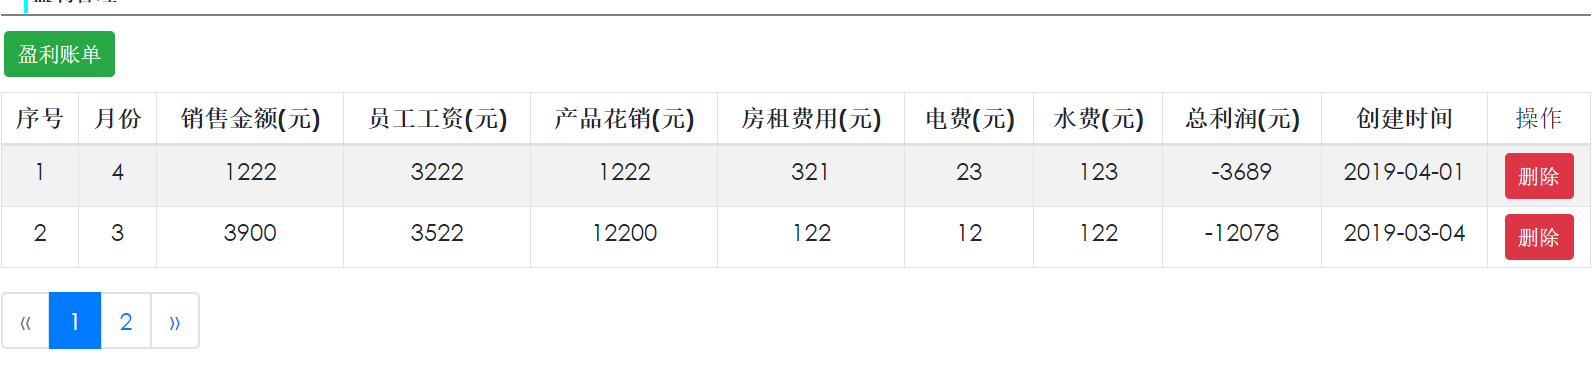 盈利账单
序号 月份 销售金额(元) 员工工资(元) 产品花销(元) 房租费用(元) 电费(元) 水费(元) 总利润(元) 创建时间 操作
1 4 1222 3222 1222 321 23 123 -3689 2019-04-01 删除
2 3 3900 3522 12200 122 12 122 -12078 2019-03-04 删除
« 1 2 »